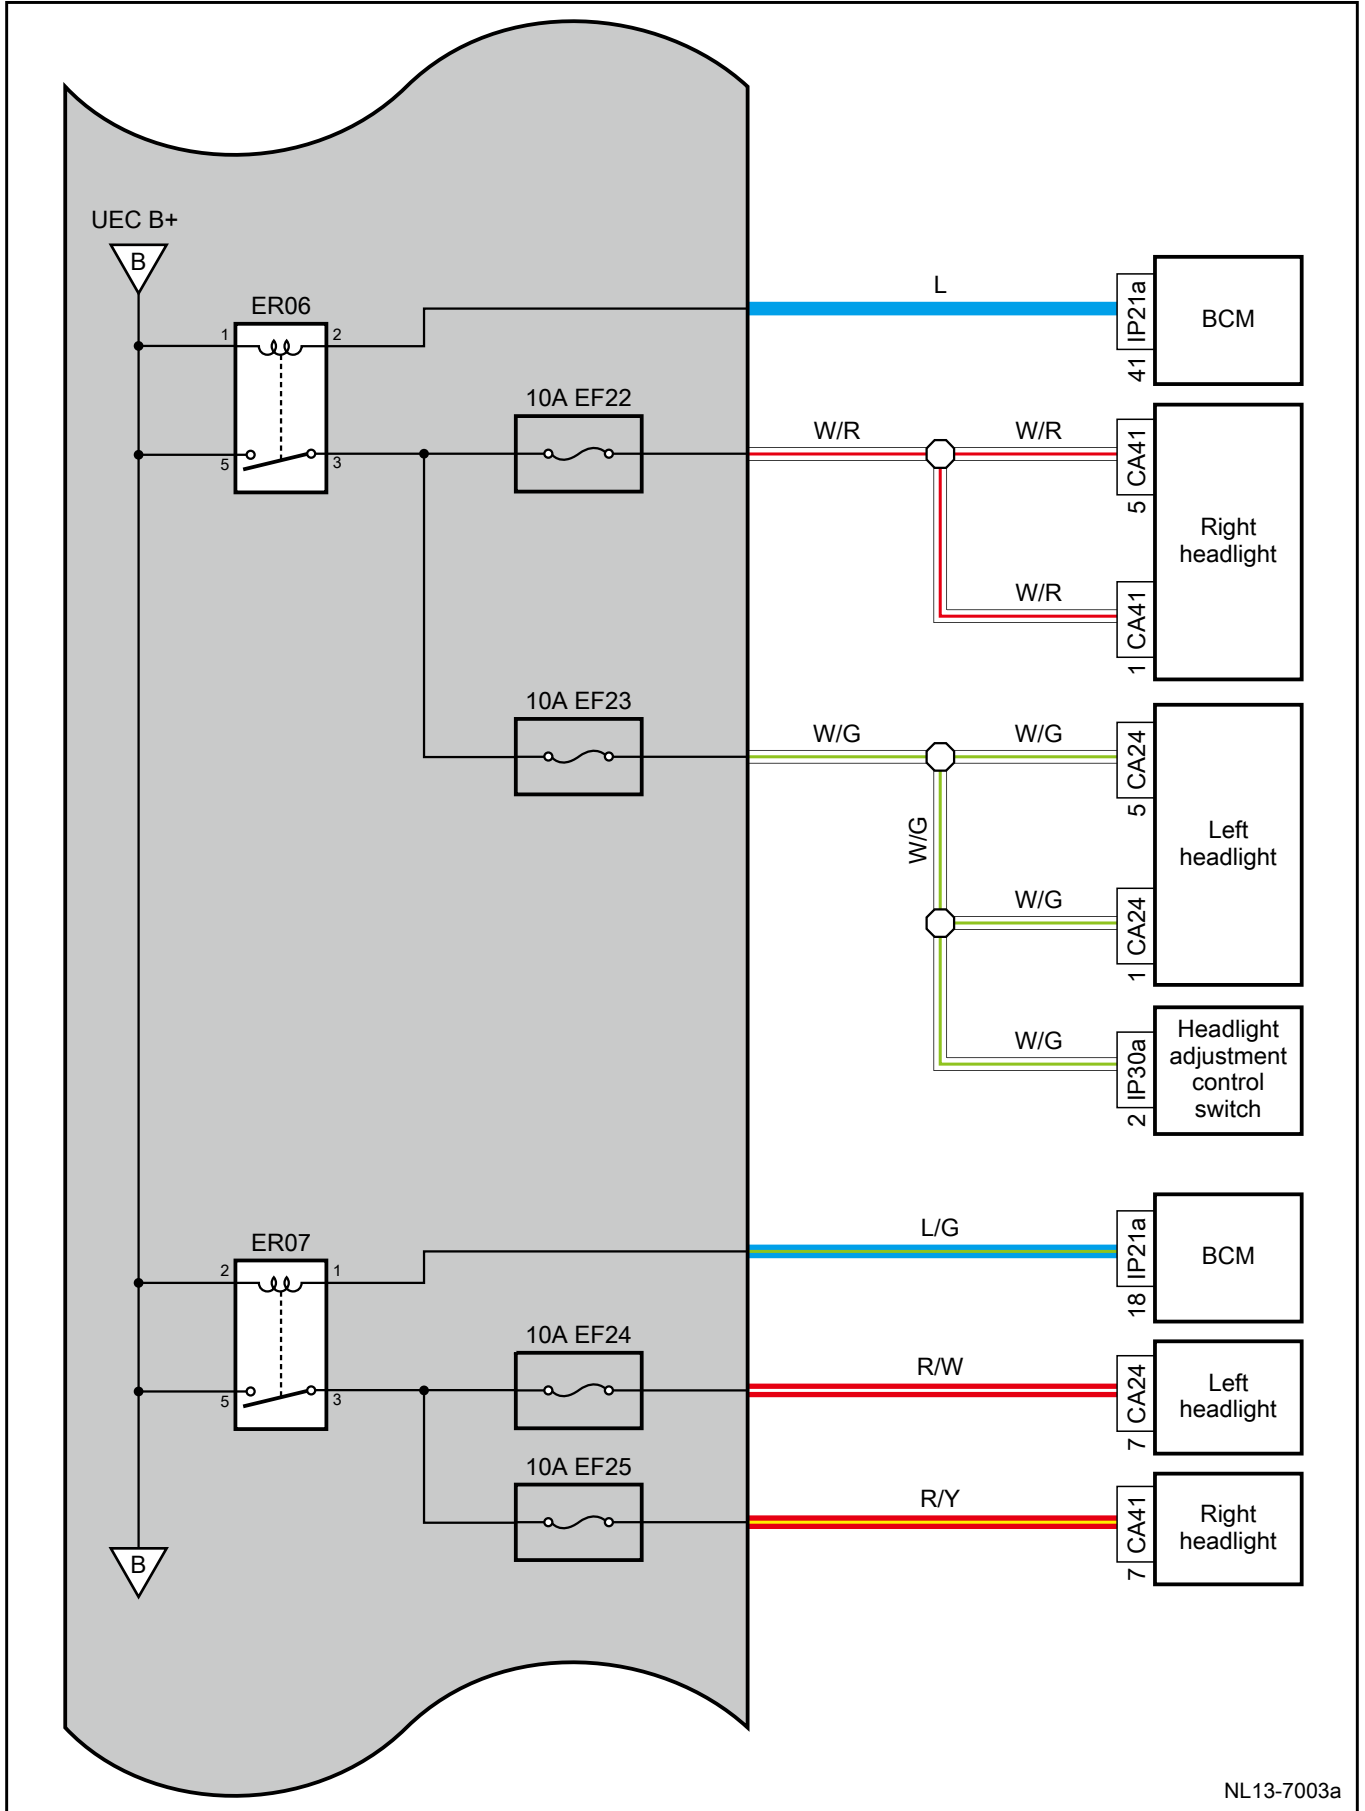 UEC B+
B
ER06
1
2
5
3
10A EF22
10A EF23
L
IP21a
41
BCM
W/R
W/R
CA41
5
W/R
CA41
1
Right
headlight
W/G
W/G
CA24
5
W/G
W/G
CA24
1
Left
headlight
W/G
IP30a
2
Headlight
adjustment
control
switch
ER07
2
1
5
3
10A EF24
10A EF25
L/G
IP21a
18
BCM
R/W
CA24
7
Left
headlight
R/Y
CA41
7
Right
headlight
B
NL13-7003a